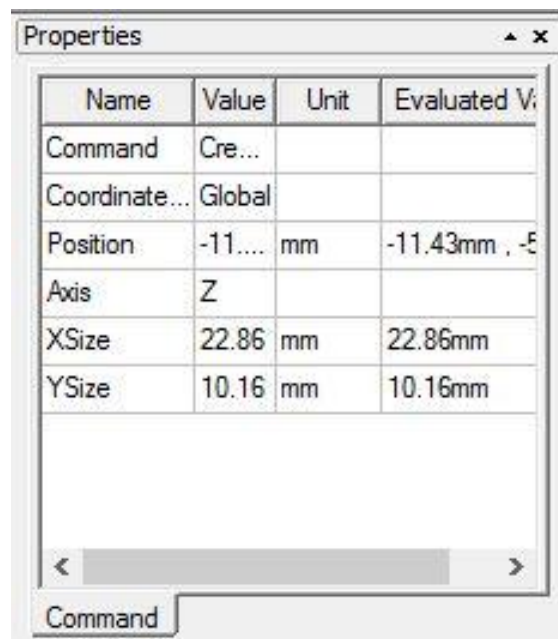 Properties
Name Value Unit Evaluated Va
Command Cre...
Coordinate... Global
Position -11.... mm -11.43mm , -5
Axis Z
XSize 22.86 mm 22.86mm
YSize 10.16 mm 10.16mm
Command